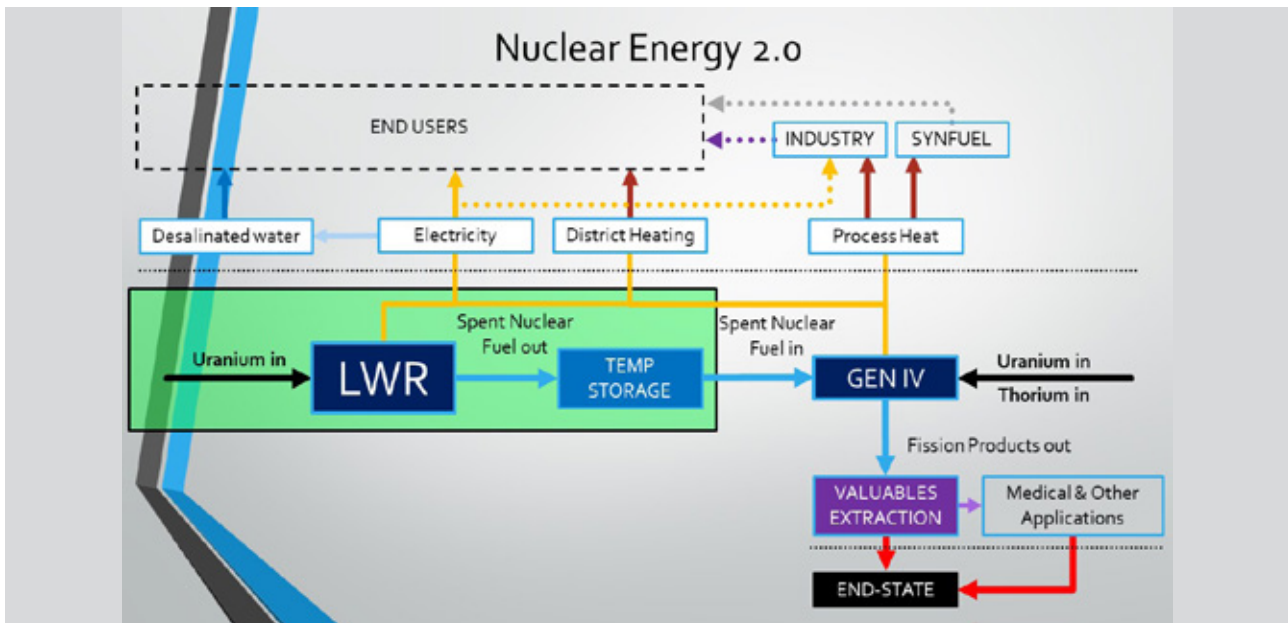 Nuclear Energy 2.0
END USERS
INDUSTRY
SYNFUEL
Desalinated water
Electricity
District Heating
Process Heat
Spent Nuclear
Fuel out
Spent Nuclear
Fuel in
Uranium in
LWR
TEMP
STORAGE
GEN IV
Uranium in
Thorium in
Fission Products out
VALUABLES
EXTRACTION
Medical & Other
Applications
END-STATE